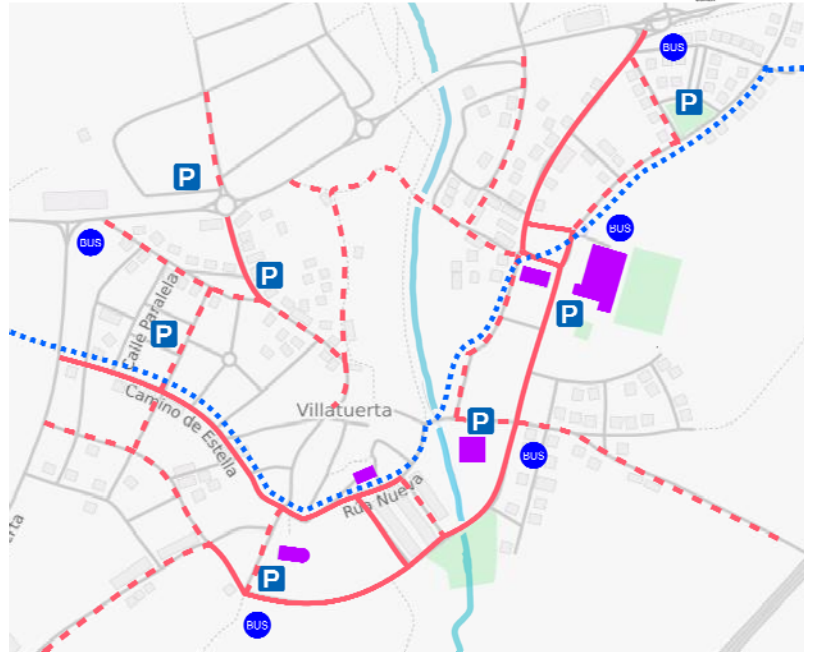 BUS
P
P
BUS
BUS
P
P
Calle Paralela
P
Camino de Estella
Villatuerta
P
BUS
Rúa Nueva
erta
P
BUS